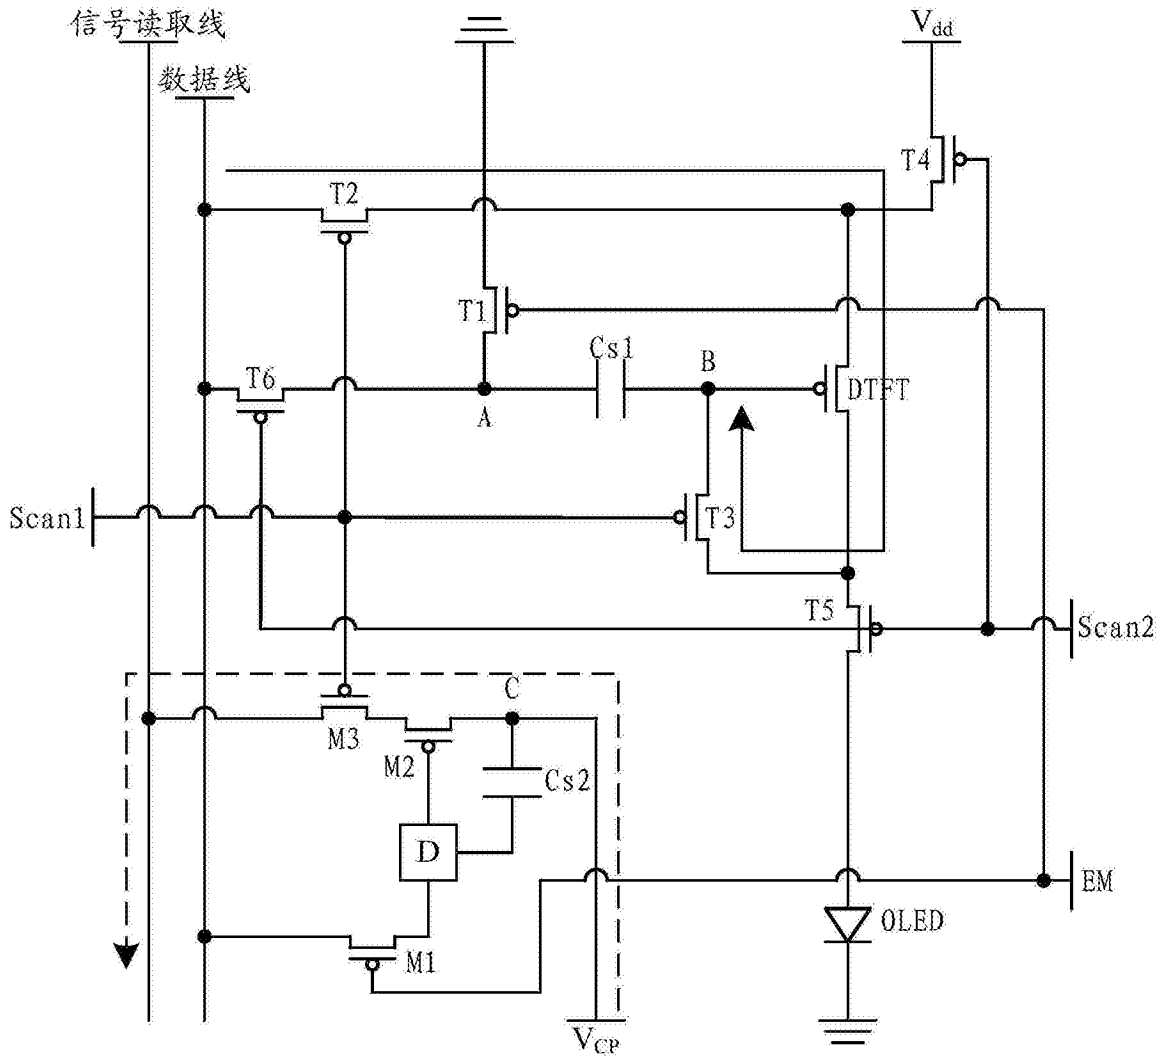 信号读取线
数据线
Vdd
T4
T2
T1
Cs1
B
T6
A
DTFT
Scan1
T3
T5
Scan2
C
M3
M2
Cs2
D
EM
OLED
M1
VCP